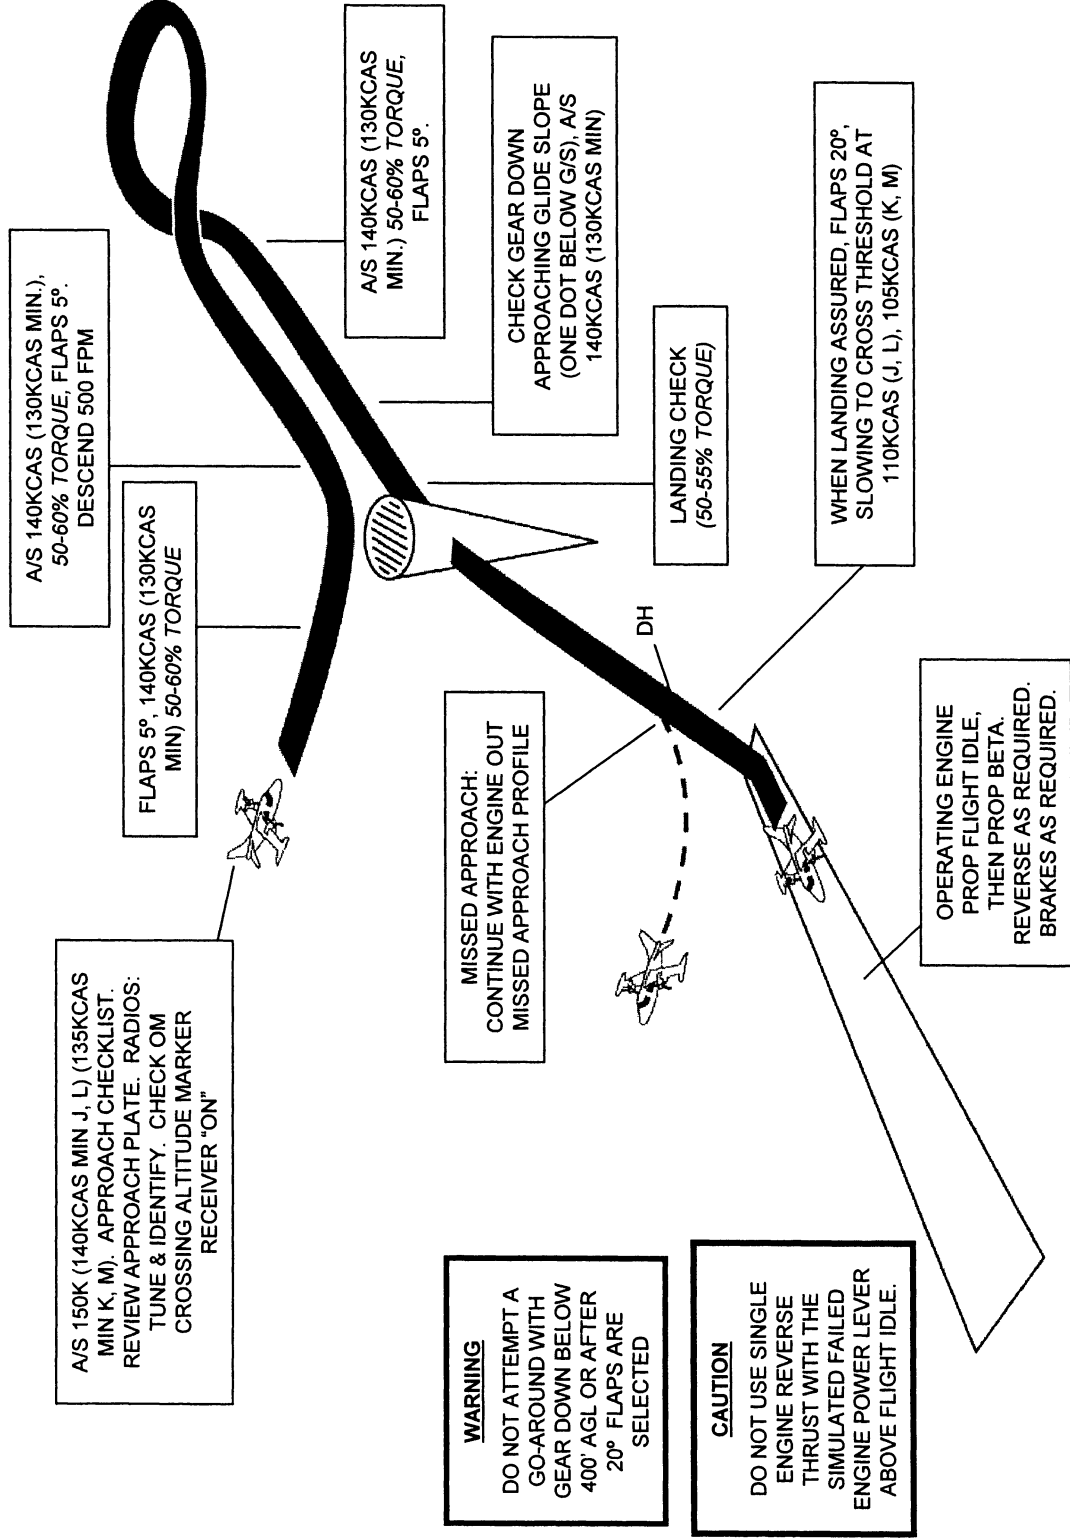 A/S 150K (140KCAS MIN J, L) (135KCAS
MIN K, M). APPROACH CHECKLIST.
REVIEW APPROACH PLATE. RADIOS:
TUNE & IDENTIFY. CHECK OM
CROSSING ALTITUDE MARKER
RECEIVER “ON”
FLAPS 5º, 140KCAS (130KCAS
MIN) 50-60% TORQUE
A/S 140KCAS (130KCAS MIN.),
50-60% TORQUE, FLAPS 5º.
DESCEND 500 FPM
A/S 140KCAS (130KCAS
MIN.) 50-60% TORQUE,
FLAPS 5º.
CHECK GEAR DOWN
APPROACHING GLIDE SLOPE
(ONE DOT BELOW G/S), A/S
140KCAS (130KCAS MIN)
LANDING CHECK
(50-55% TORQUE)
DH
MISSED APPROACH:
CONTINUE WITH ENGINE OUT
MISSED APPROACH PROFILE
WHEN LANDING ASSURED, FLAPS 20º,
SLOWING TO CROSS THRESHOLD AT
110KCAS (J, L), 105KCAS (K, M)
OPERATING ENGINE
PROP FLIGHT IDLE,
THEN PROP BETA.
REVERSE AS REQUIRED.
BRAKES AS REQUIRED.
WARNING
DO NOT ATTEMPT A
GO-AROUND WITH
GEAR DOWN BELOW
400' AGL OR AFTER
20º FLAPS ARE
SELECTED
CAUTION
DO NOT USE SINGLE
ENGINE REVERSE
THRUST WITH THE
SIMULATED FAILED
ENGINE POWER LEVER
ABOVE FLIGHT IDLE.